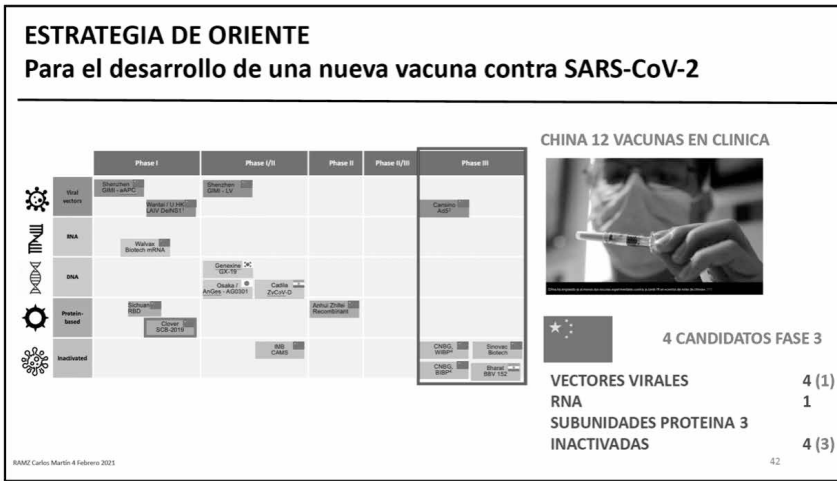 ESTRATEGIA DE ORIENTE
Para el desarrollo de una nueva vacuna contra SARS-CoV-2
Phase I
Phase I/II
Phase II
Phase II/III
Phase III
Viral
vectors
Shenzhen
GIMI - aAPC
Wantai / U HK
LAIV DelNS1
Shenzhen
GIMI - LV
Cansino
Ad5
RNA
Walvax
Biotech mRNA
DNA
Genexine
GX-19
Osaka /
AnGes - AG0301
Cadila
ZyCoV-D
Protein-
based
Sichuan
RBD
Clover
SCB-2019
Anhui Zhifei
Recombinant
Inactivated
IMB
CAMS
CNBG,
WIBP
Sinovac
Biotech
CNBG,
BIBP
Bharat
BBV 152
CHINA 12 VACUNAS EN CLINICA
4 CANDIDATOS FASE 3
VECTORES VIRALES 4 (1)
RNA 1
SUBUNIDADES PROTEINA 3
INACTIVADAS 4 (3)
RAMZ Carlos Martín 4 Febrero 2021
42